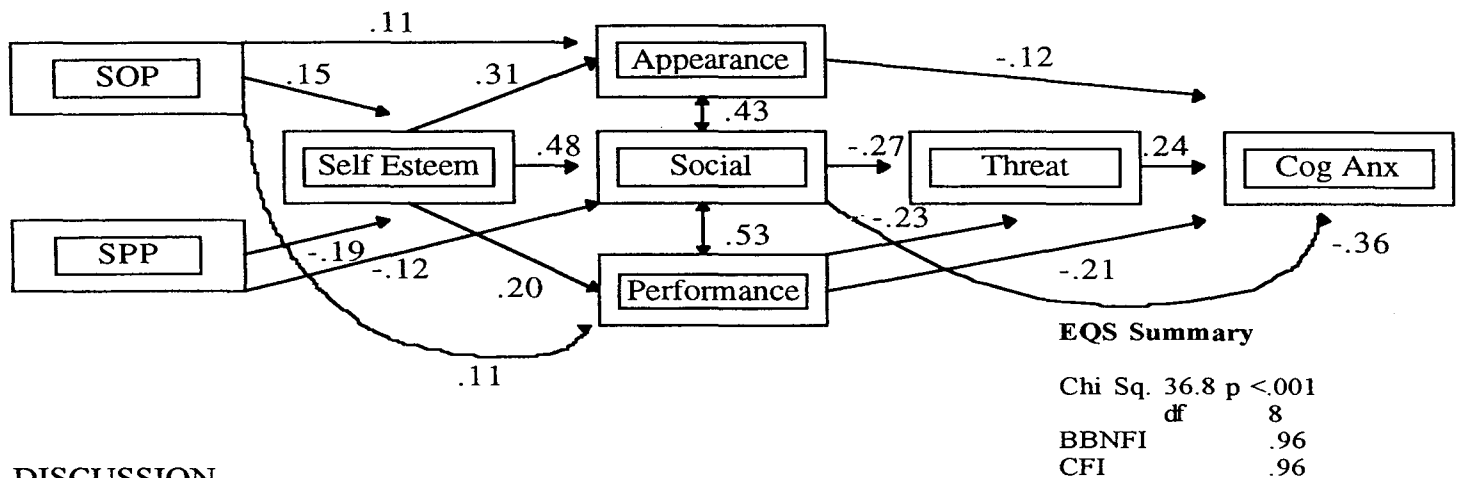 .11
SOP
.15
.31
Appearance
-.12
.43
Self Esteem
.48
Social
-.27
Threat
.24
Cog Anx
SPP
-.19
-.12
.20
.53
-.23
-.21
-.36
Performance
.11
EQS Summary
Chi Sq. 36.8 p <.001
df 8
BBNFI .96
CFI .96
DISCUSSION